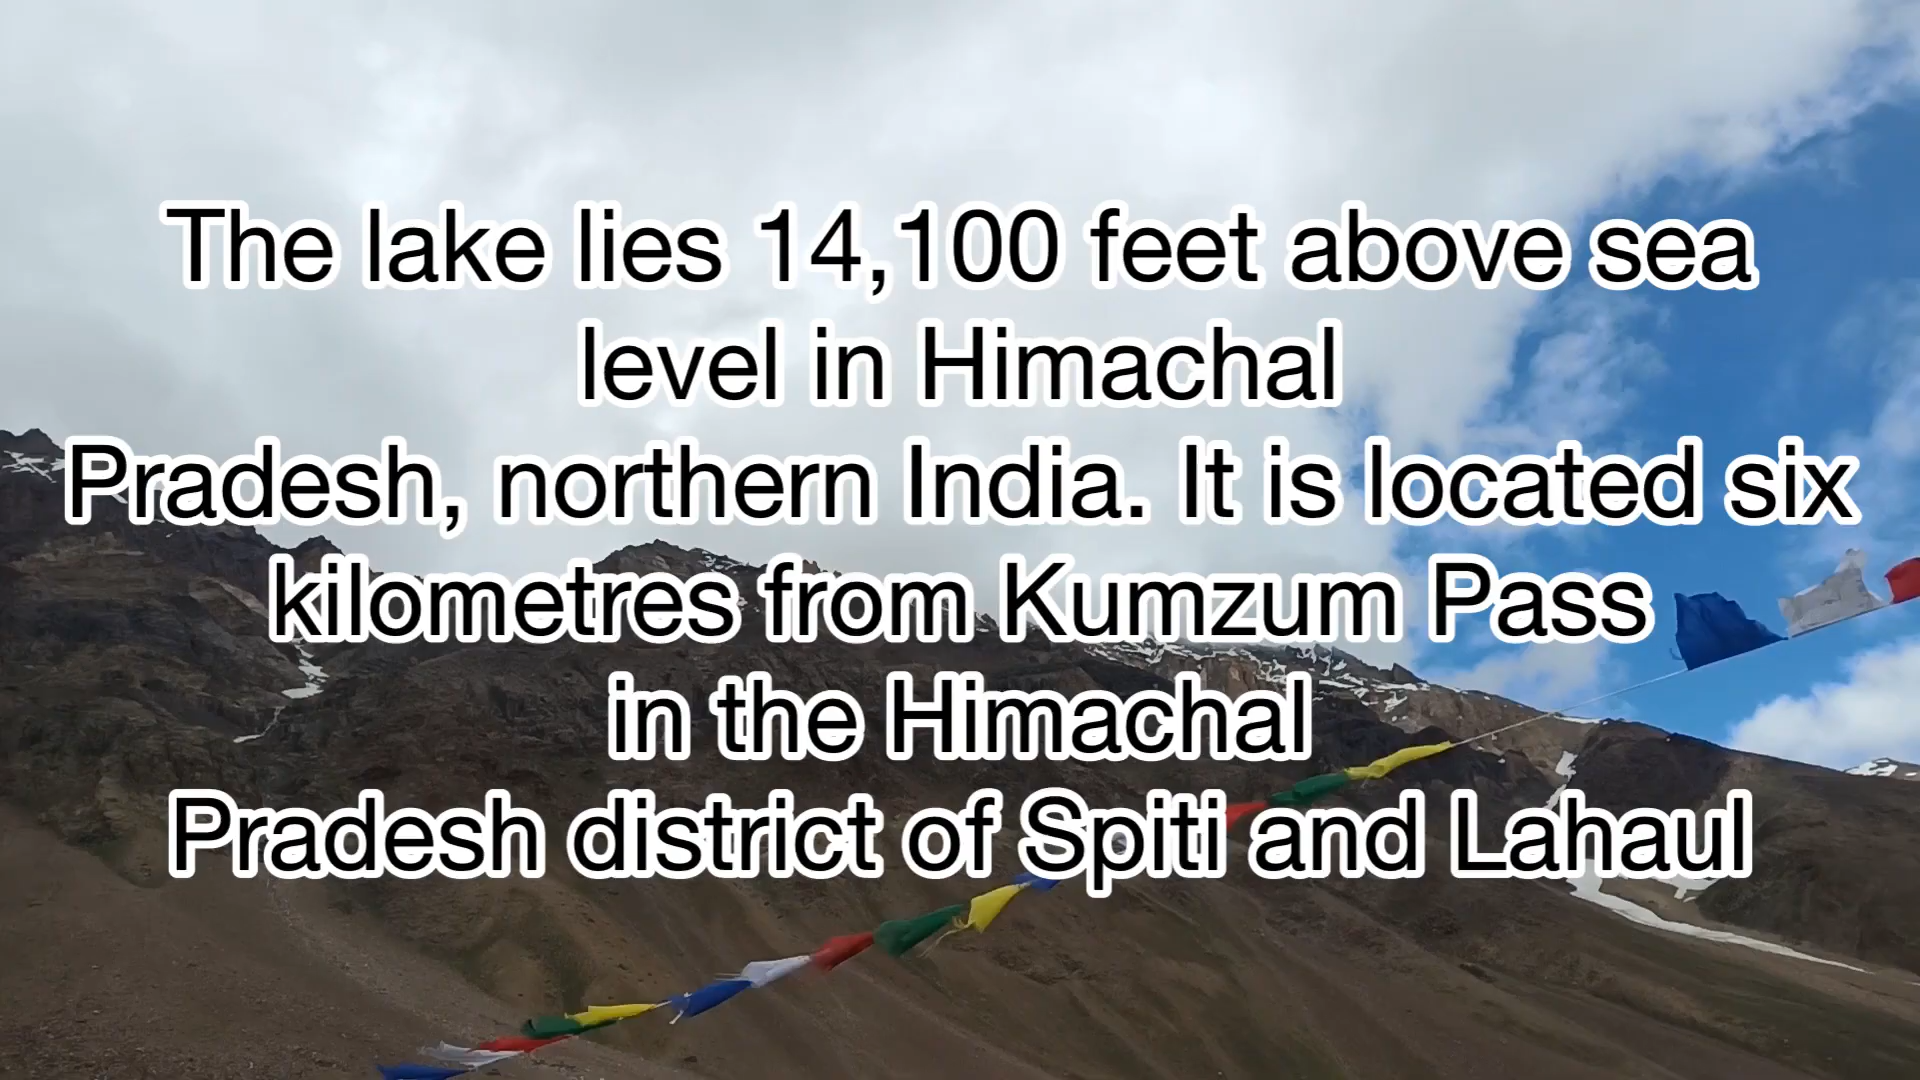 The lake lies 14,100 feet above sea
level in Himachal
Pradesh, northern India. It is located six
kilometres from Kumzum Pass
in the Himachal
Pradesh district of Spiti and Lahaul